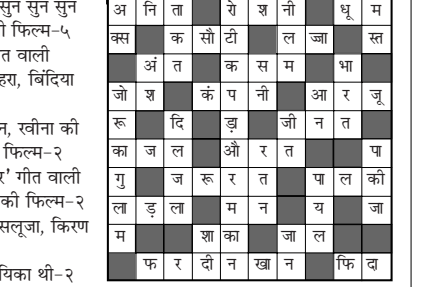 सुन सुन सुन
फिल्म-५
त वाली
हरा, बिंदिया
न, रवीना की
फिल्म-२
र' गीत वाली
की फिल्म-२
सलूजा, किरण
यिका थी-२
अ नि ता रो श नी धू म
क्स क सौ टी ल ज्जा स्त
अं त क स म भा
जो श कं प नी आ र जू
रू दि ड़ा जी न त
का ज ल औ र त पा
गु ज रू र त पा ल की
ला ड़ ला म न य जा
म शा का जा ल
फ र दी न खा न फि दा